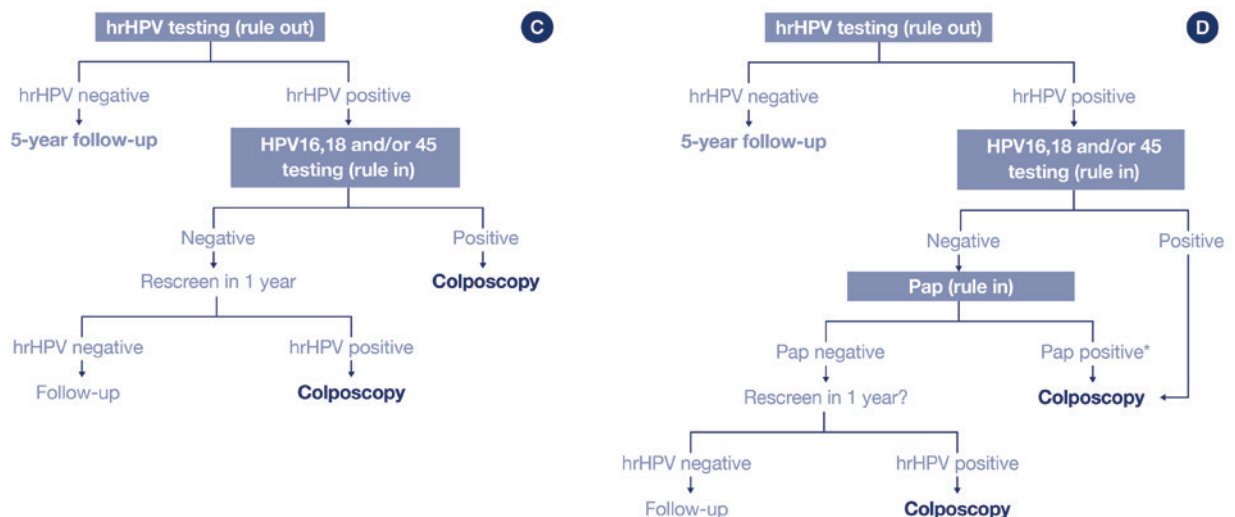 hrHPV testing (rule out)
C
hrHPV negative
hrHPV positive
5-year follow-up
HPV16,18 and/or 45
testing (rule in)
Negative
Positive
Rescreen in 1 year
Colposcopy
hrHPV negative
hrHPV positive
Follow-up
Colposcopy
hrHPV testing (rule out)
D
hrHPV negative
hrHPV positive
5-year follow-up
HPV16,18 and/or 45
testing (rule in)
Negative
Positive
Pap (rule in)
Pap negative
Pap positive*
Rescreen in 1 year?
Colposcopy
hrHPV negative
hrHPV positive
Follow-up
Colposcopy